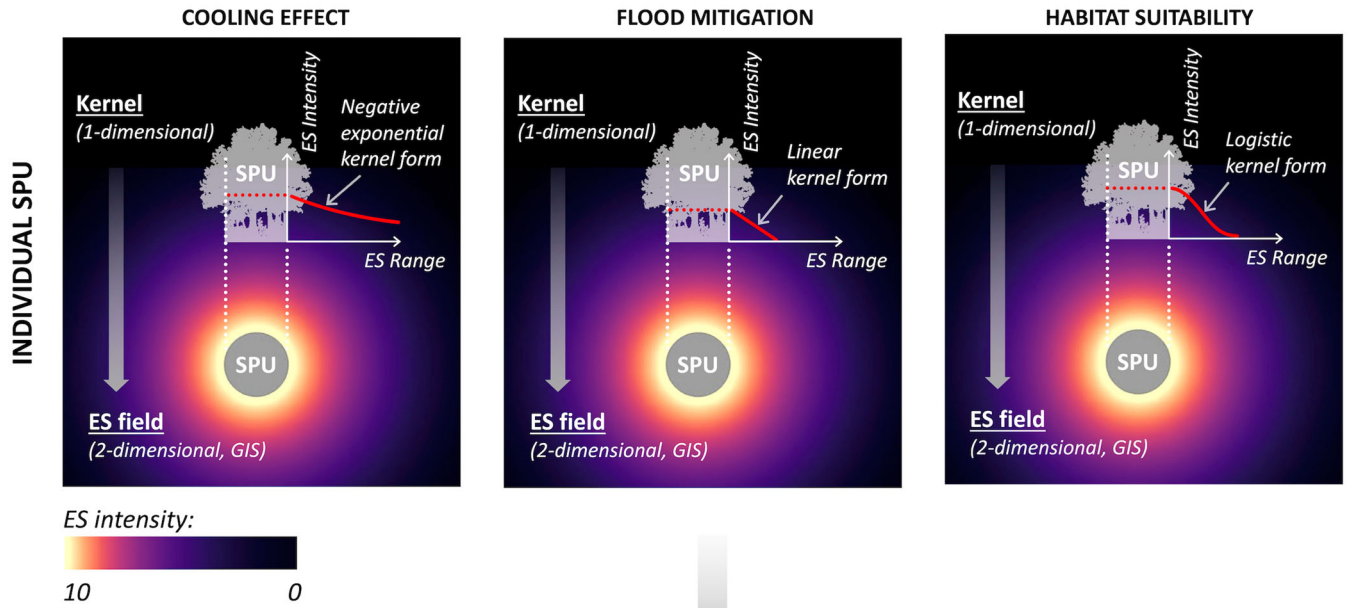 COOLING EFFECT
FLOOD MITIGATION
HABITAT SUITABILITY
INDIVIDUAL SPU
Kernel
(1-dimensional)
ES Intensity
Negative
exponential
kernel form
SPU
ES Range
SPU
ES field
(2-dimensional, GIS)
Kernel
(1-dimensional)
ES Intensity
Linear
kernel form
SPU
ES Range
SPU
ES field
(2-dimensional, GIS)
Kernel
(1-dimensional)
ES Intensity
Logistic
kernel form
SPU
ES Range
SPU
ES field
(2-dimensional, GIS)
ES intensity:
10
0